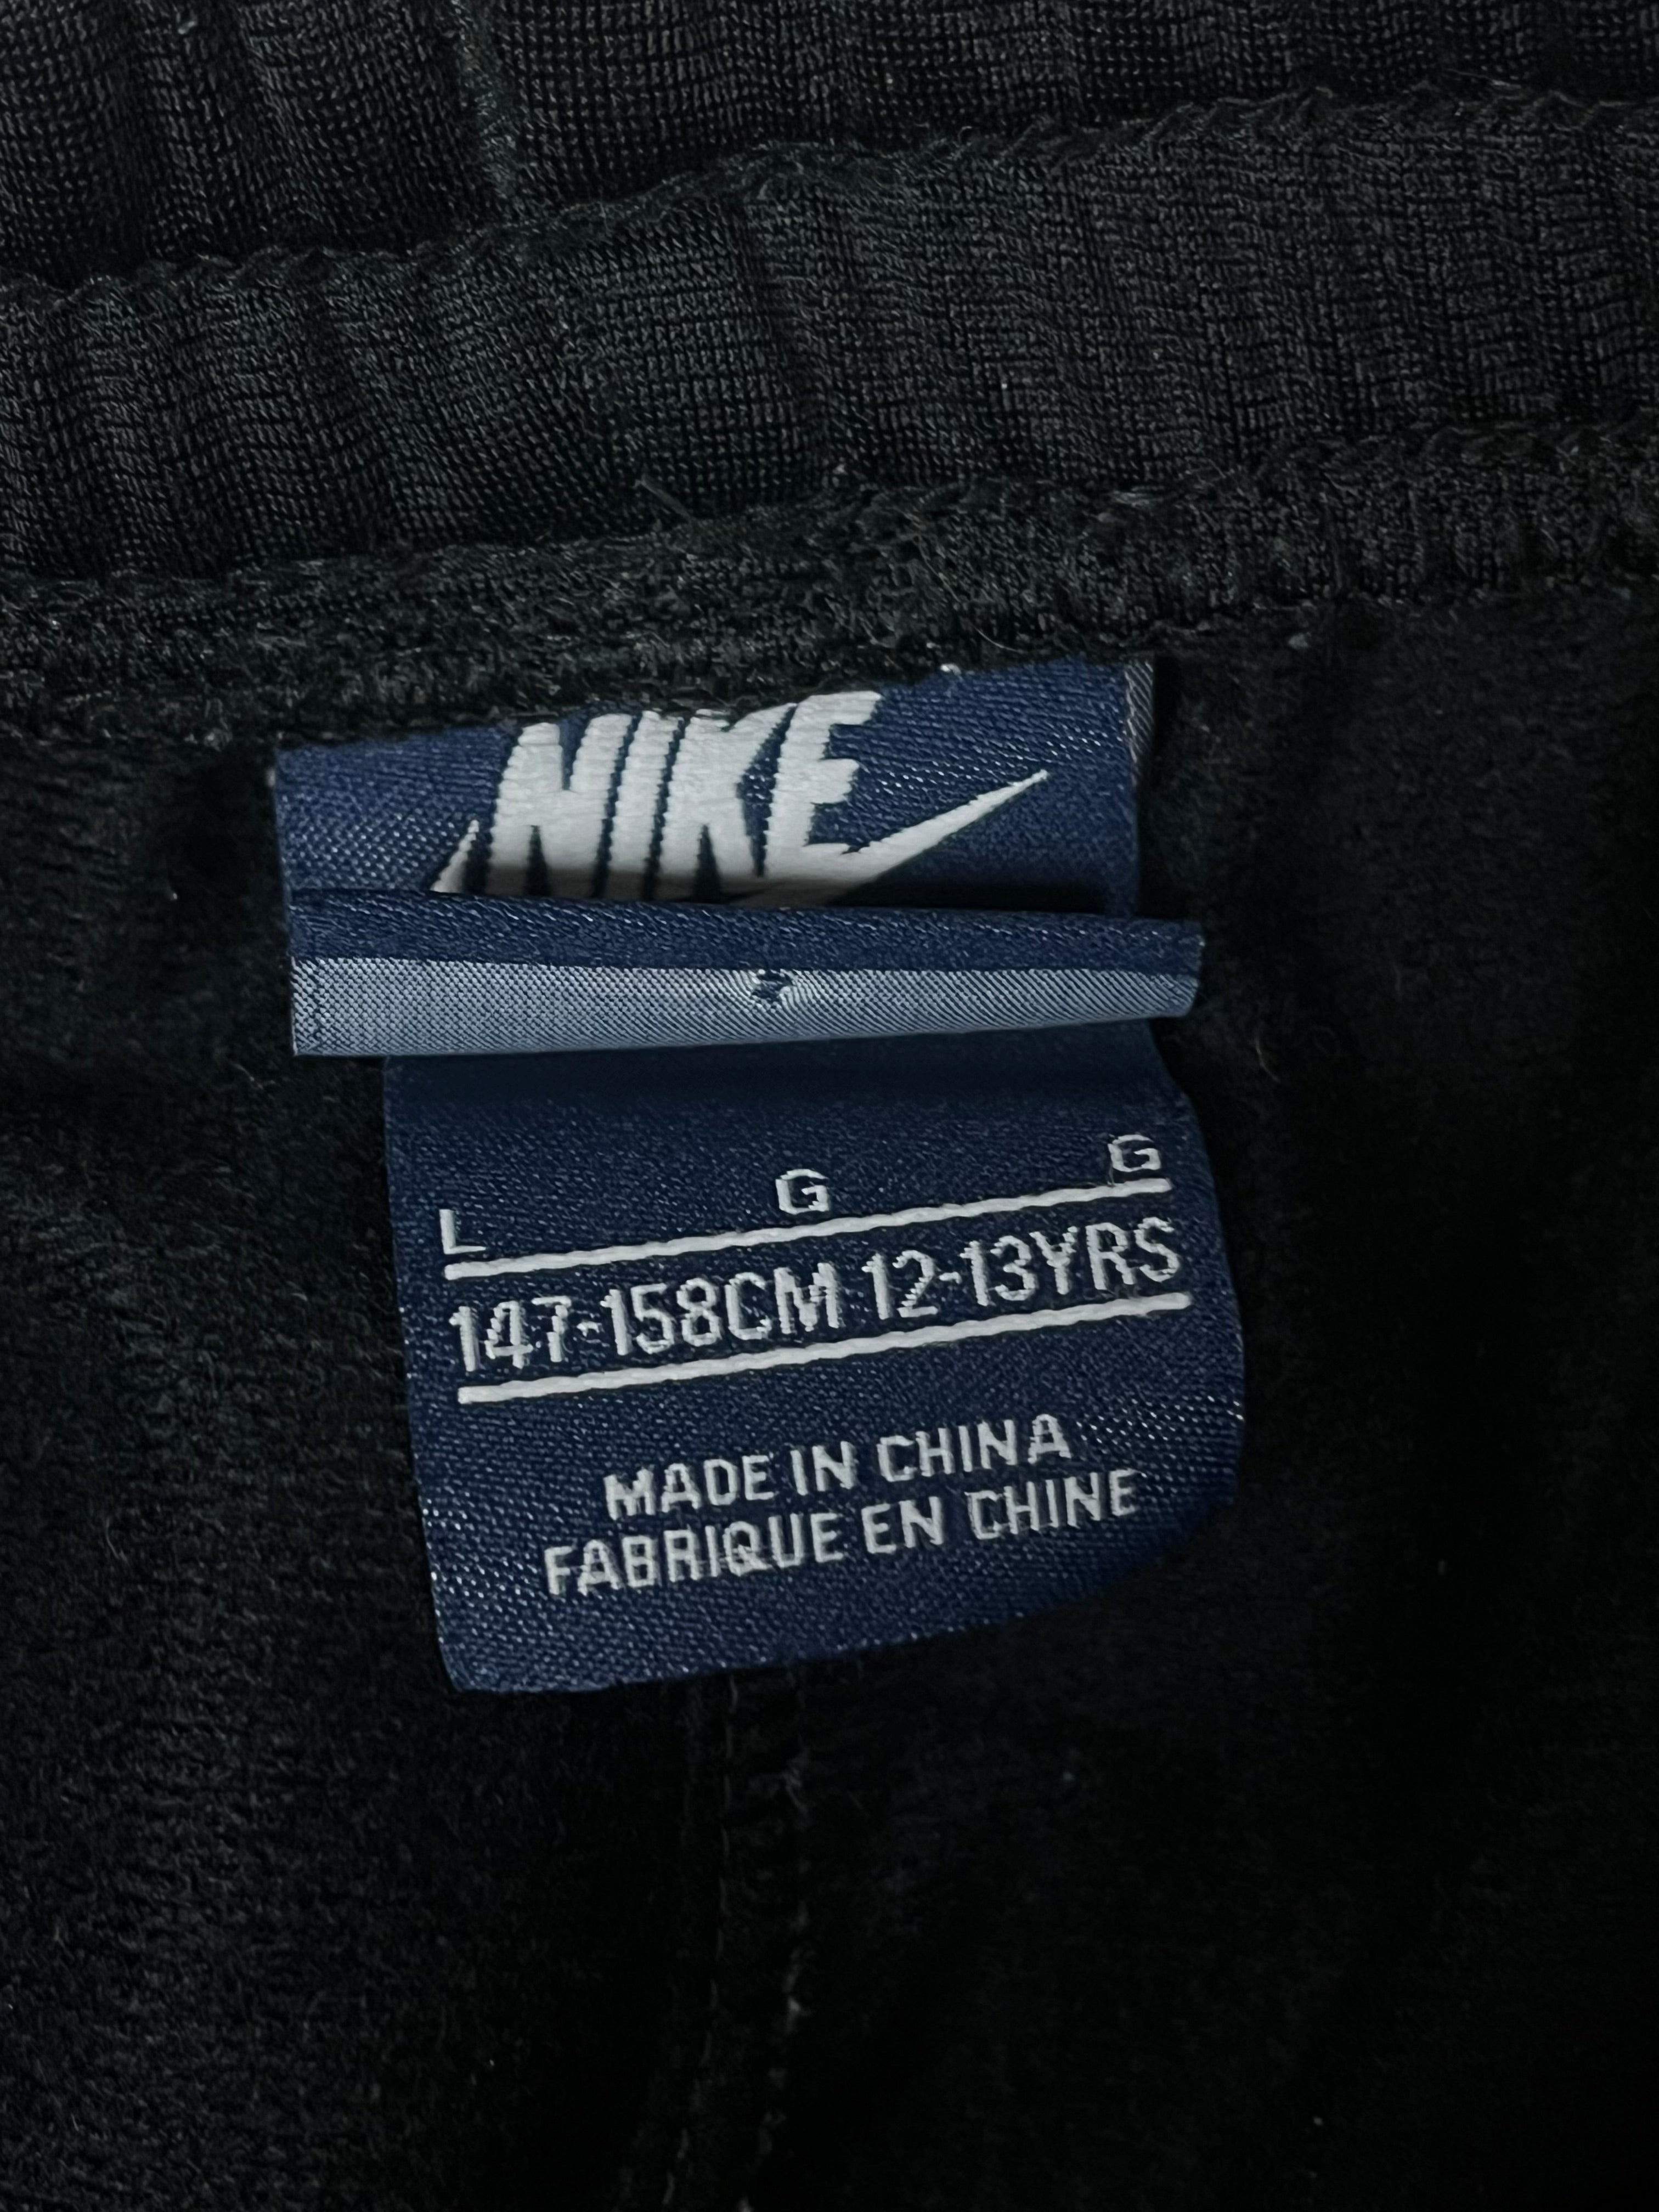 NIKE
L G G
147-158CM 12-13YRS
MADE IN CHINA
FABRIQUE EN CHINE